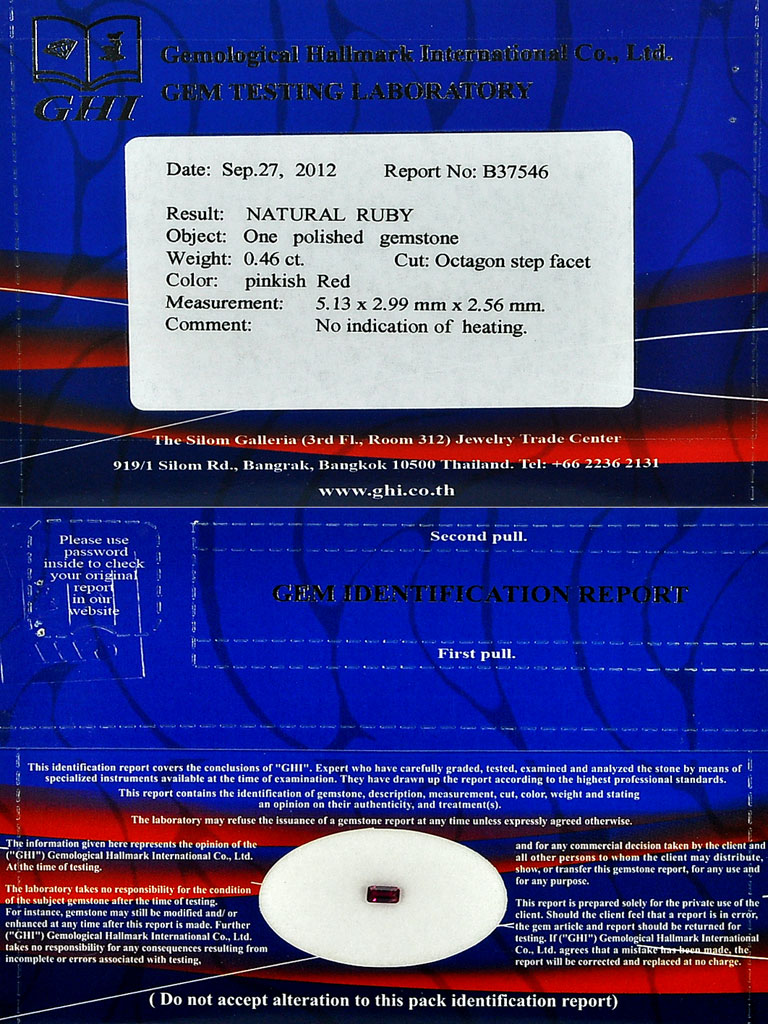 GHI
Gemological Hallmark International Co., Ltd.
GEM TESTING LABORATORY
Date: Sep.27, 2012 Report No: B37546
Result: NATURAL RUBY
Object: One polished gemstone
Weight: 0.46 ct. Cut: Octagon step facet
Color: pinkish Red
Measurement: 5.13 x 2.99 mm x 2.56 mm.
Comment: No indication of heating.
The Silom Galleria (3rd Fl., Room 312) Jewelry Trade Center
919/1 Silom Rd., Bangrak, Bangkok 10500 Thailand. Tel: +66 2236 2131
www.ghi.co.th
Please use
password
inside to check
your original
report
in our
website
Second pull.
GEM IDENTIFICATION REPORT
First pull.
This identification report covers the conclusions of "GHI". Expert who have carefully graded, tested, examined and analyzed the stone by means of
specialized instruments available at the time of examination. They have drawn up the report according to the highest professional standards.
This report contains the identification of gemstone, description, measurement, cut, color, weight and stating
an opinion on their authenticity, and treatment(s).
The laboratory may refuse the issuance of a gemstone report at any time unless expressly agreed otherwise.
The information given here represents the opinion of the
("GHI") Gemological Hallmark International Co., Ltd.
At the time of testing.
The laboratory takes no responsibility for the condition
of the subject gemstone after the time of testing.
For instance, gemstone may still be modified and/ or
enhanced at any time after this report is made. Further
("GHI") Gemological Hallmark International Co., Ltd.
takes no responsibility for any consequences resulting from
incomplete or errors associated with testing,
and for any commercial decision taken by the client and
all other persons to whom the client may distribute,
show, or transfer this gemstone report, for any use and
for any purpose.
This report is prepared solely for the private use of the
client. Should the client feel that a report is in error,
the gem article and report should be returned for
testing. If ("GHI") Gemological Hallmark International
Co., Ltd. agrees that a mistake has been made, the
report will be corrected and replaced at no charge.
( Do not accept alteration to this pack identification report)